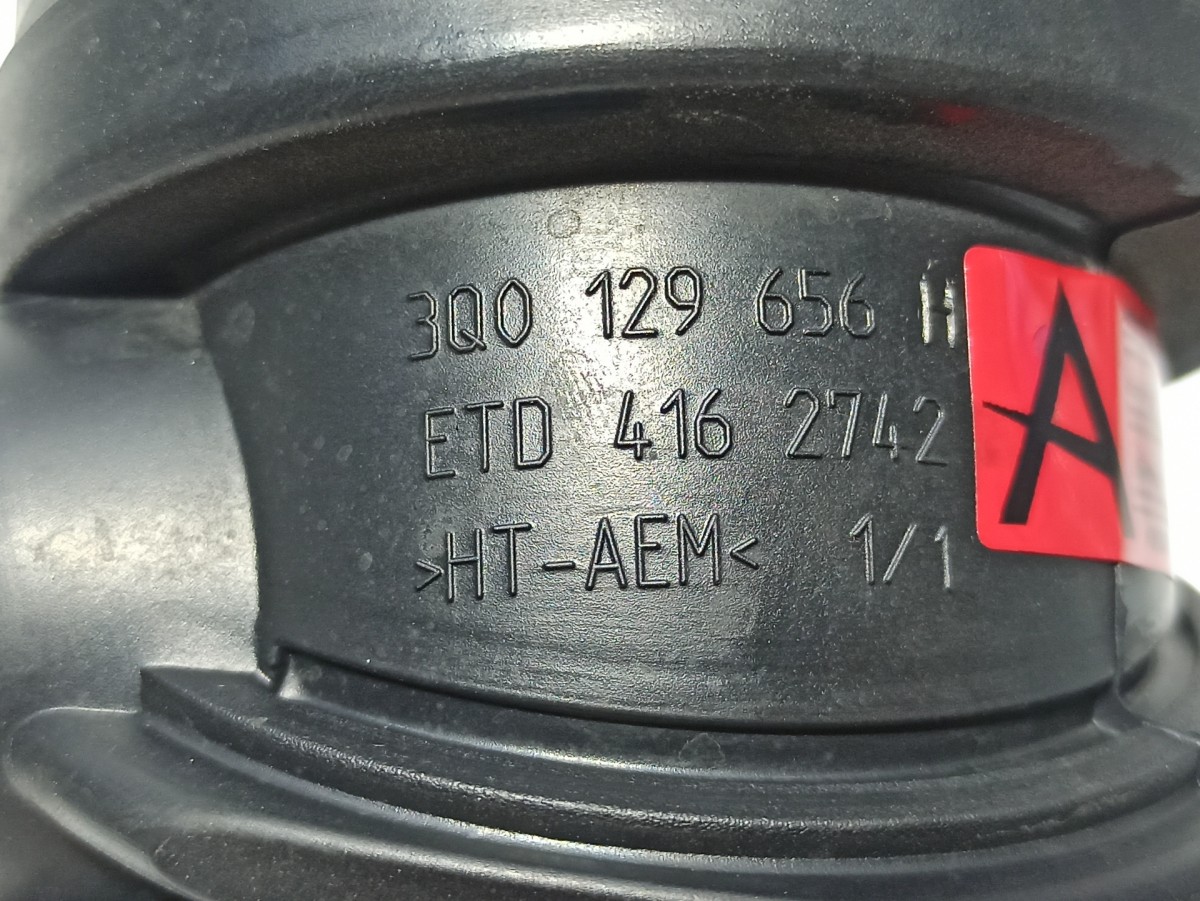 3Q0 129 656 H
ETD 416 2742
>HT-AEM< 1/1
A